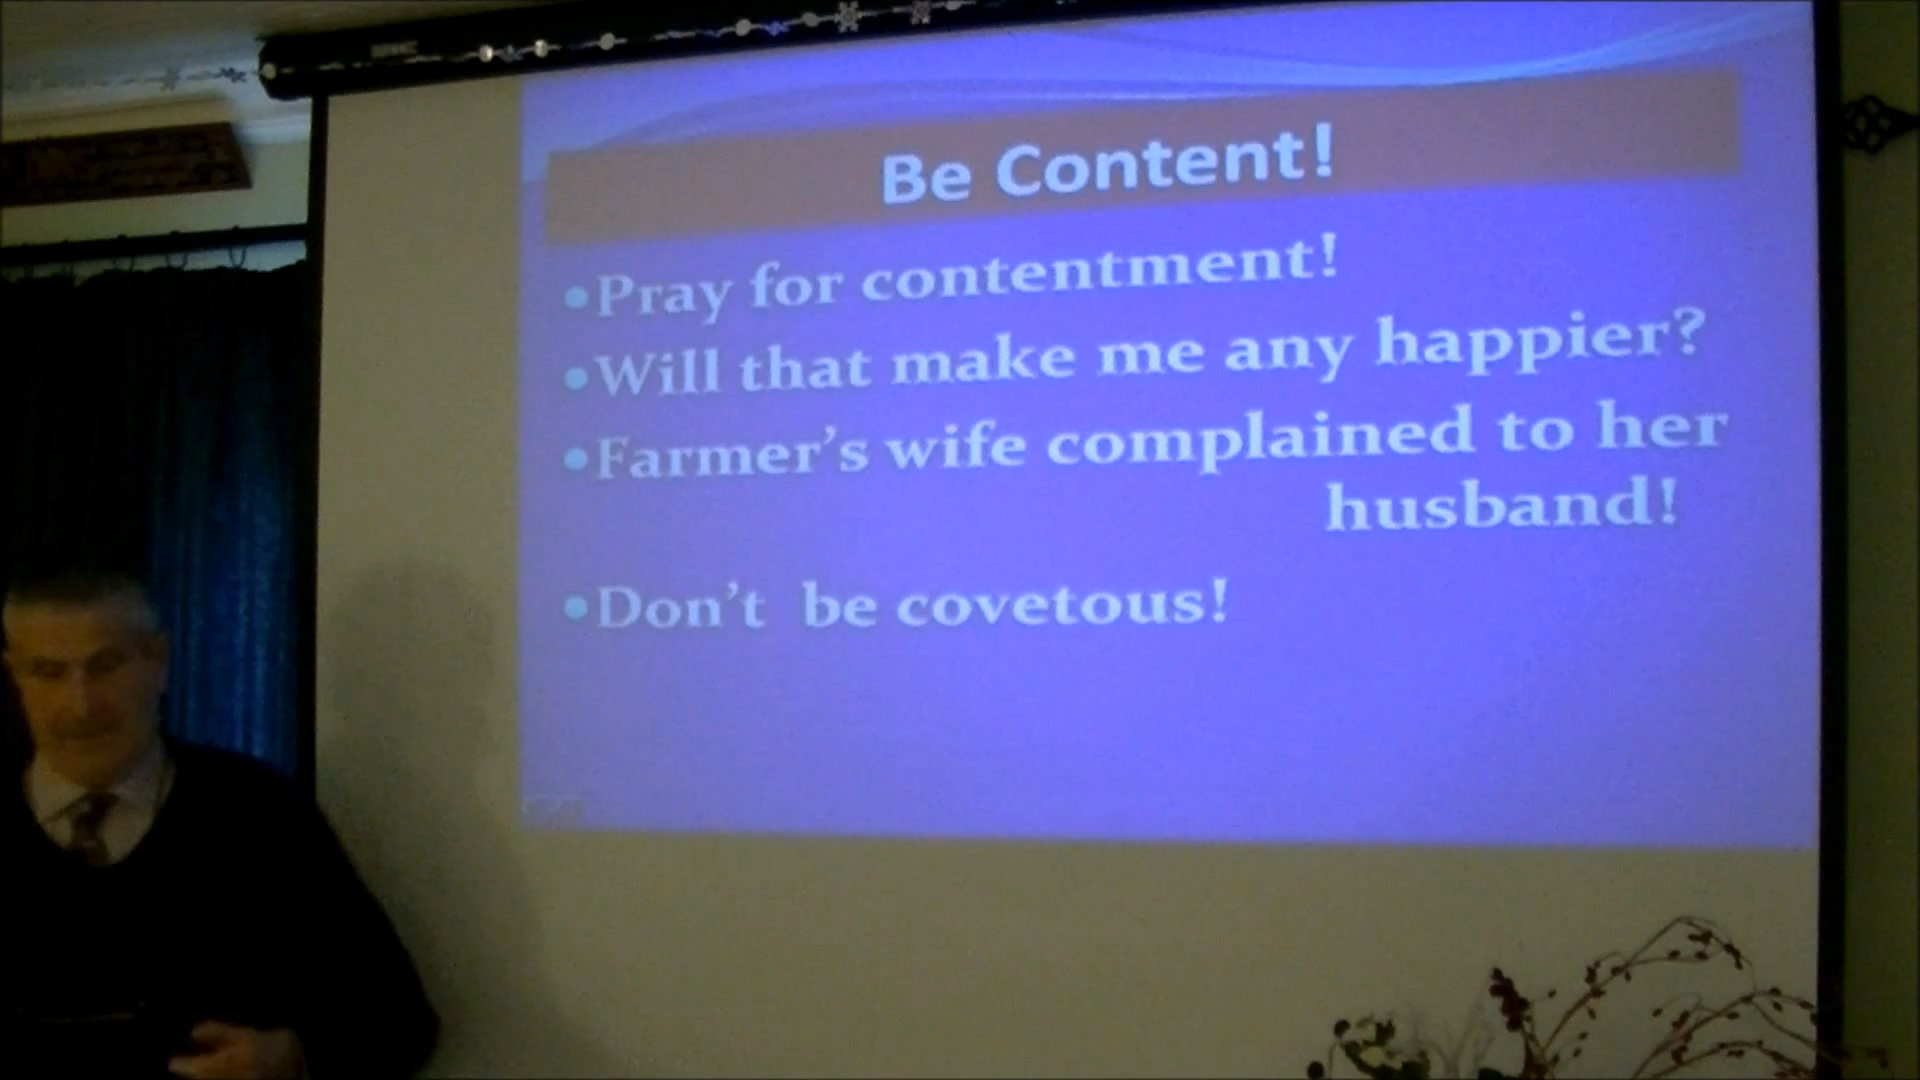 Be Content!
•Pray for contentment!
•Will that make me any happier?
•Farmer's wife complained to her
husband!
•Don't be covetous!